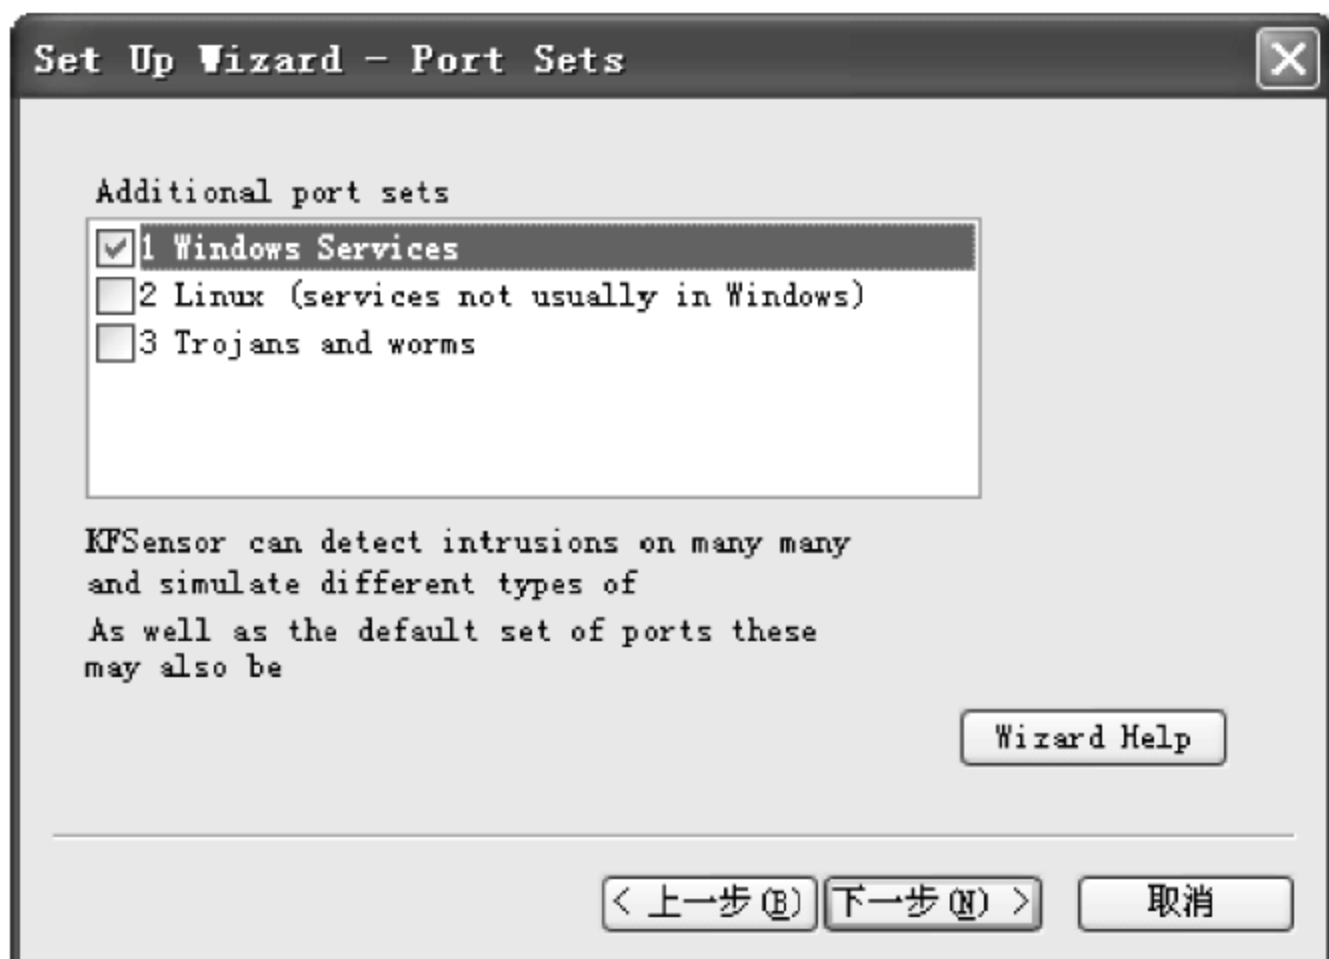 Set Up Wizard - Port Sets
Additional port sets
1 Windows Services
2 Linux (services not usually in Windows)
3 Trojans and worms
KFSensor can detect intrusions on many many
and simulate different types of
As well as the default set of ports these
may also be
Wizard Help
< 上一步(B) 下一步(N) > 取消